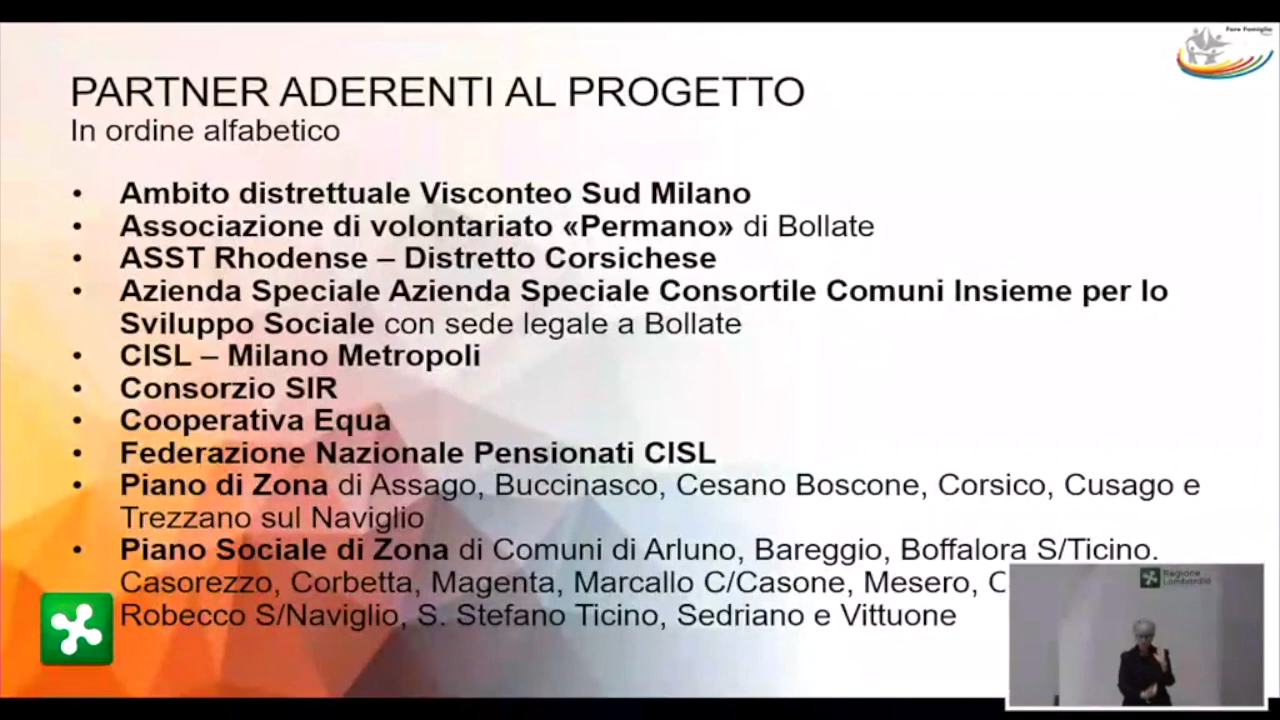 Fare Famiglia
PARTNER ADERENTI AL PROGETTO
In ordine alfabetico
• Ambito distrettuale Visconteo Sud Milano
• Associazione di volontariato «Permano» di Bollate
• ASST Rhodense – Distretto Corsichese
• Azienda Speciale Azienda Speciale Consortile Comuni Insieme per lo
Sviluppo Sociale con sede legale a Bollate
• CISL – Milano Metropoli
• Consorzio SIR
• Cooperativa Equa
• Federazione Nazionale Pensionati CISL
• Piano di Zona di Assago, Buccinasco, Cesano Boscone, Corsico, Cusago e
Trezzano sul Naviglio
• Piano Sociale di Zona di Comuni di Arluno, Bareggio, Boffalora S/Ticino.
Casorezzo, Corbetta, Magenta, Marcallo C/Casone, Mesero,
Robecco S/Naviglio, S. Stefano Ticino, Sedriano e Vittuone
Regione
Lombardia